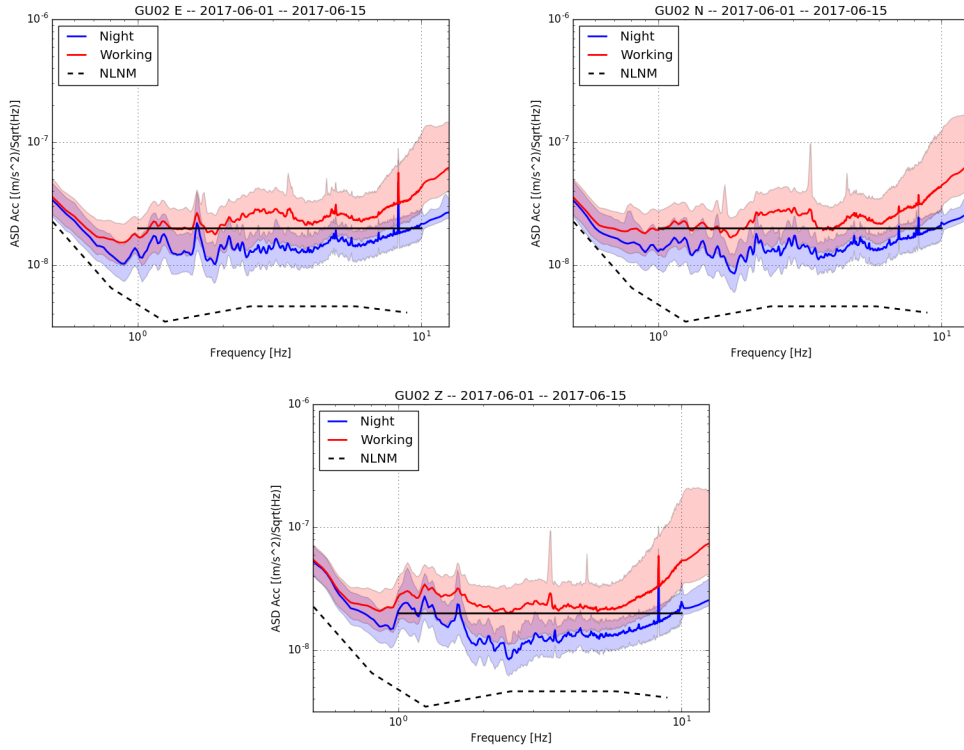 GU02 E -- 2017-06-01 -- 2017-06-15
10^-6
10^-7
10^-8
ASD Acc [(m/s^2)/Sqrt(Hz)]
Night
Working
NLNM
10^0
10^1
Frequency [Hz]
GU02 N -- 2017-06-01 -- 2017-06-15
10^-6
10^-7
10^-8
ASD Acc [(m/s^2)/Sqrt(Hz)]
Night
Working
NLNM
10^0
10^1
Frequency [Hz]
GU02 Z -- 2017-06-01 -- 2017-06-15
10^-6
10^-7
10^-8
ASD Acc [(m/s^2)/Sqrt(Hz)]
Night
Working
NLNM
10^0
10^1
Frequency [Hz]